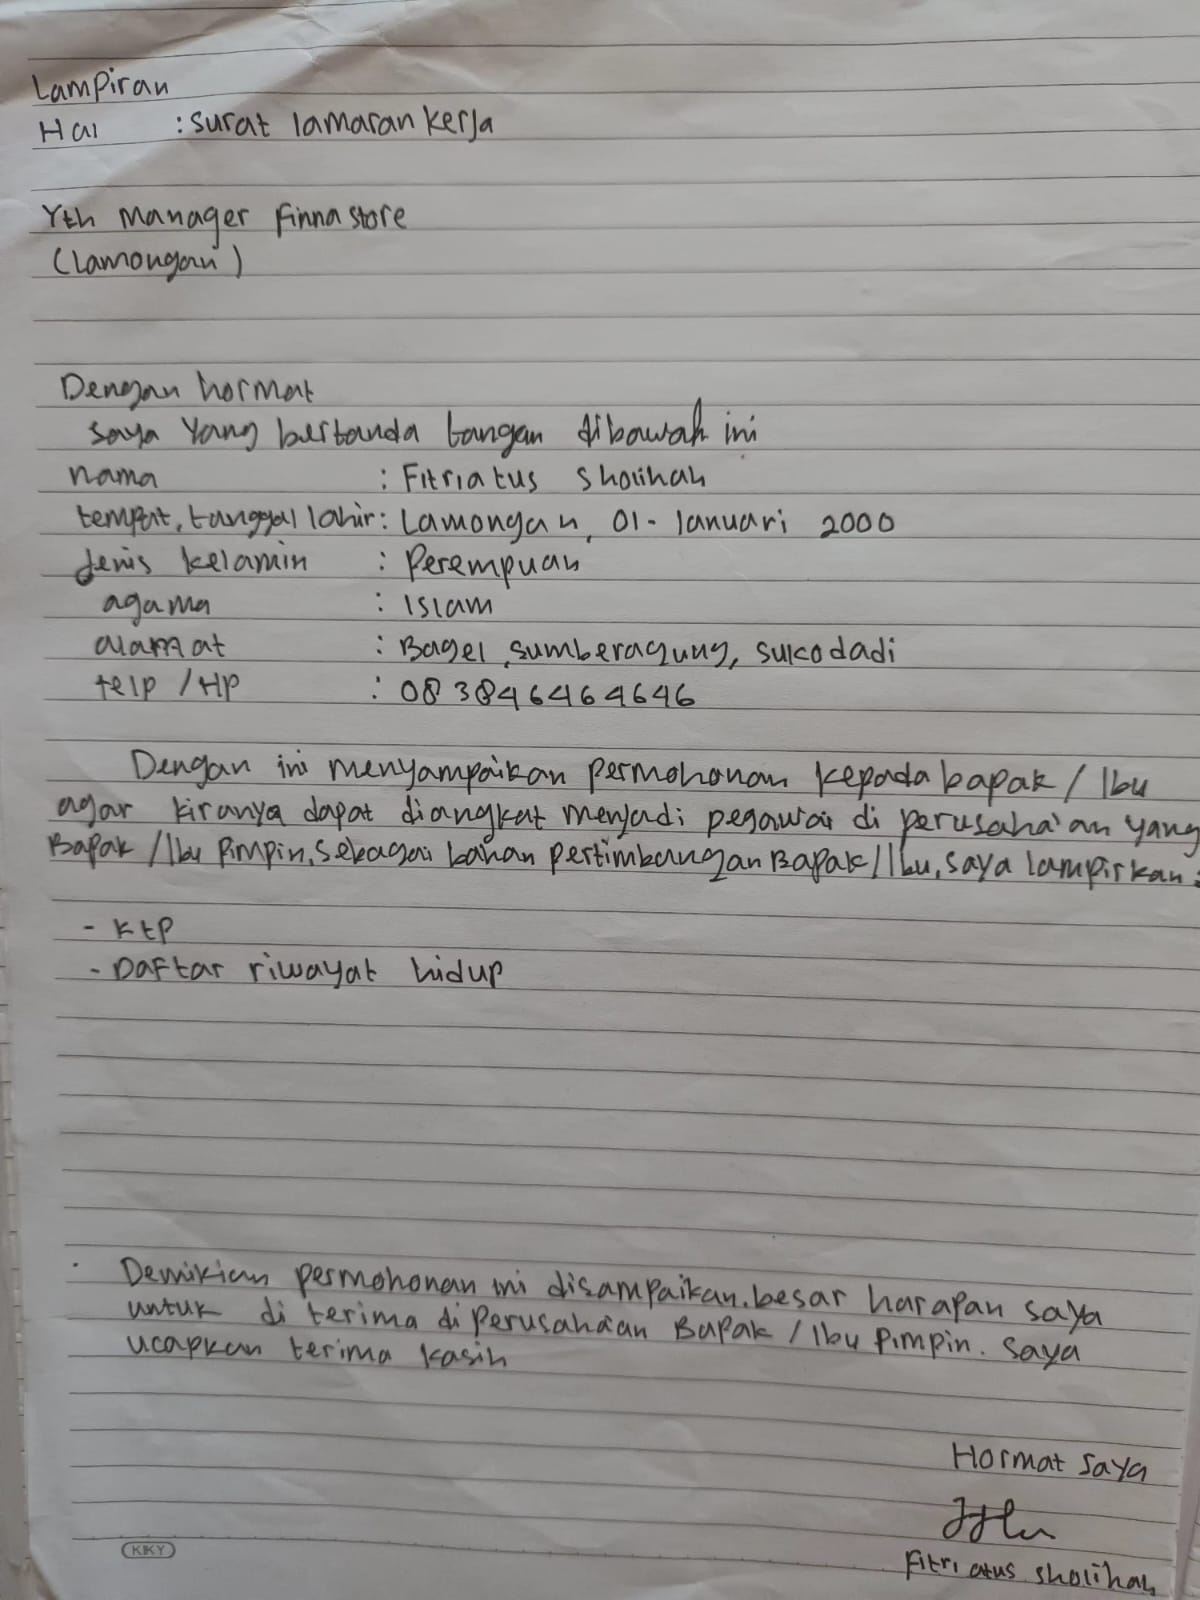 Lampiran
Hal : Surat lamaran kerja
Yth Manager Finna store
(Lamongan)
Dengan hormat
saya Yang bertanda tangan dibawah ini
nama : Fitriatus Sholihah
tempat, tanggal lahir : Lamongan, 01 - Januari 2000
Jenis kelamin : Perempuan
agama : Islam
alamat : Bagel, sumberagung, sukodadi
telp / HP : 083846464646
Dengan ini menyampaikan permohonan kepada bapak / Ibu
agar kiranya dapat diangkat menjadi pegawai di perusaha'an yang
Bapak / Ibu Pimpin, sebagai bahan pertimbangan Bapak / Ibu, saya lampirkan :
- KtP
- Daftar riwayat hidup
Demikian permohonan ini disampaikan. besar harapan saya
untuk di terima di perusaha'an Bapak / Ibu Pimpin. Saya
ucapkan terima kasih
Hormat saya
Fitriatus sholihah
KIKY